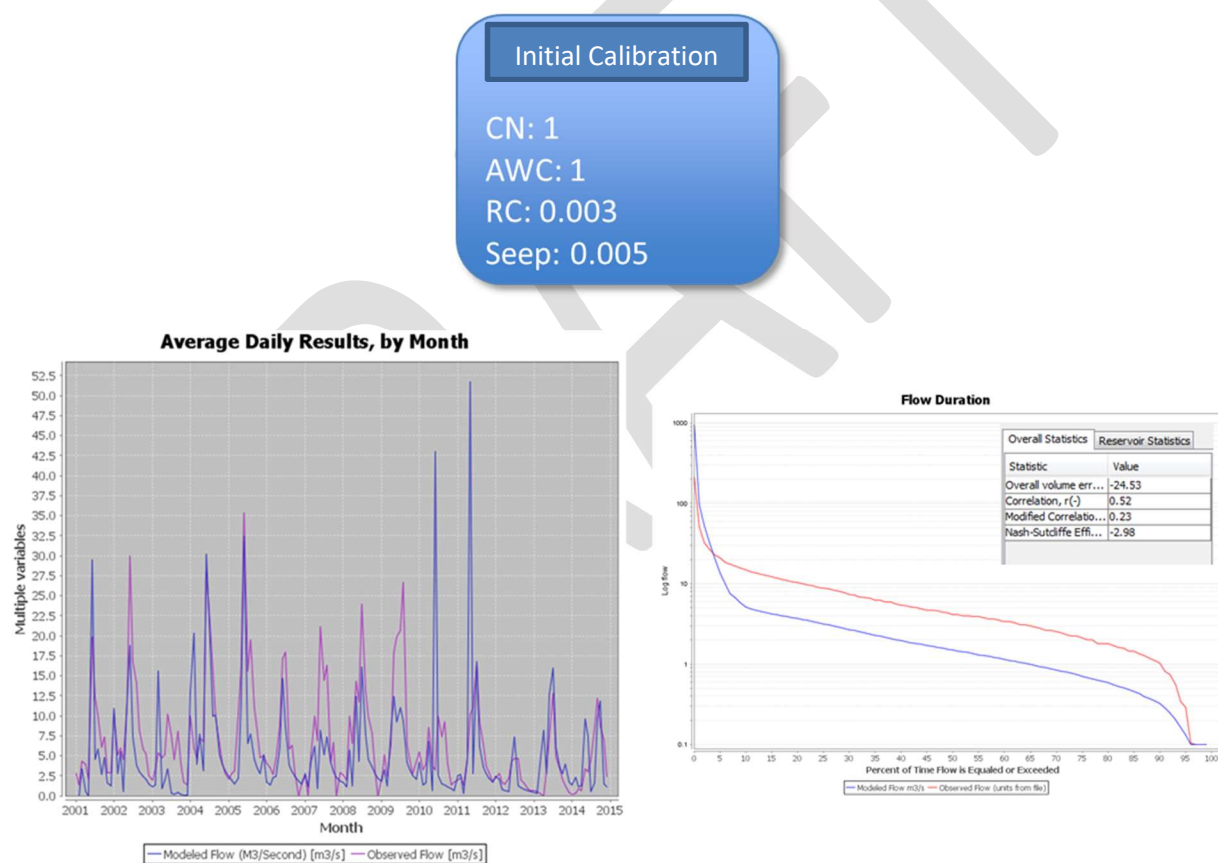 Initial Calibration
CN: 1
AWC: 1
RC: 0.003
Seep: 0.005
Average Daily Results, by Month
52.5
50.0
47.5
45.0
42.5
40.0
37.5
35.0
32.5
30.0
27.5
25.0
22.5
20.0
17.5
15.0
12.5
10.0
7.5
5.0
2.5
0.0
Multiple variables
2001 2002 2003 2004 2005 2006 2007 2008 2009 2010 2011 2012 2013 2014 2015
Month
Modeled Flow (M3/Second) [m3/s] Observed Flow [m3/s]
Flow Duration
Overall Statistics Reservoir Statistics
Statistic Value
Overall volume err... -24.53
Correlation, r(-) 0.52
Modified Correlatio... 0.23
Nash-Sutcliffe Effi... -2.98
1000
100
10
1
0.1
Log flow
0 5 10 15 20 25 30 35 40 45 50 55 60 65 70 75 80 85 90 95 100
Percent of Time Flow is Equaled or Exceeded
Modeled Flow m3/s Observed Flow (units from file)